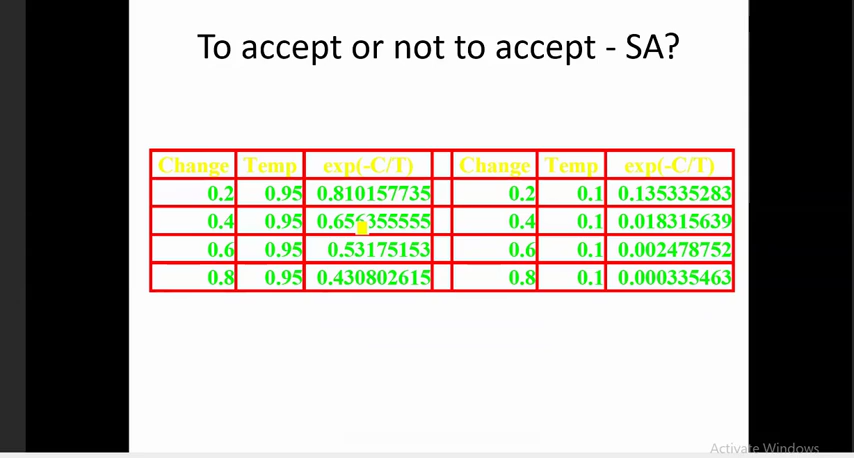 To accept or not to accept - SA?
Change Temp exp(-C/T) Change Temp exp(-C/T)
0.2 0.95 0.810157735 0.2 0.1 0.135335283
0.4 0.95 0.656355555 0.4 0.1 0.018315639
0.6 0.95 0.53175153 0.6 0.1 0.002478752
0.8 0.95 0.430802615 0.8 0.1 0.000335463
Activate Windows